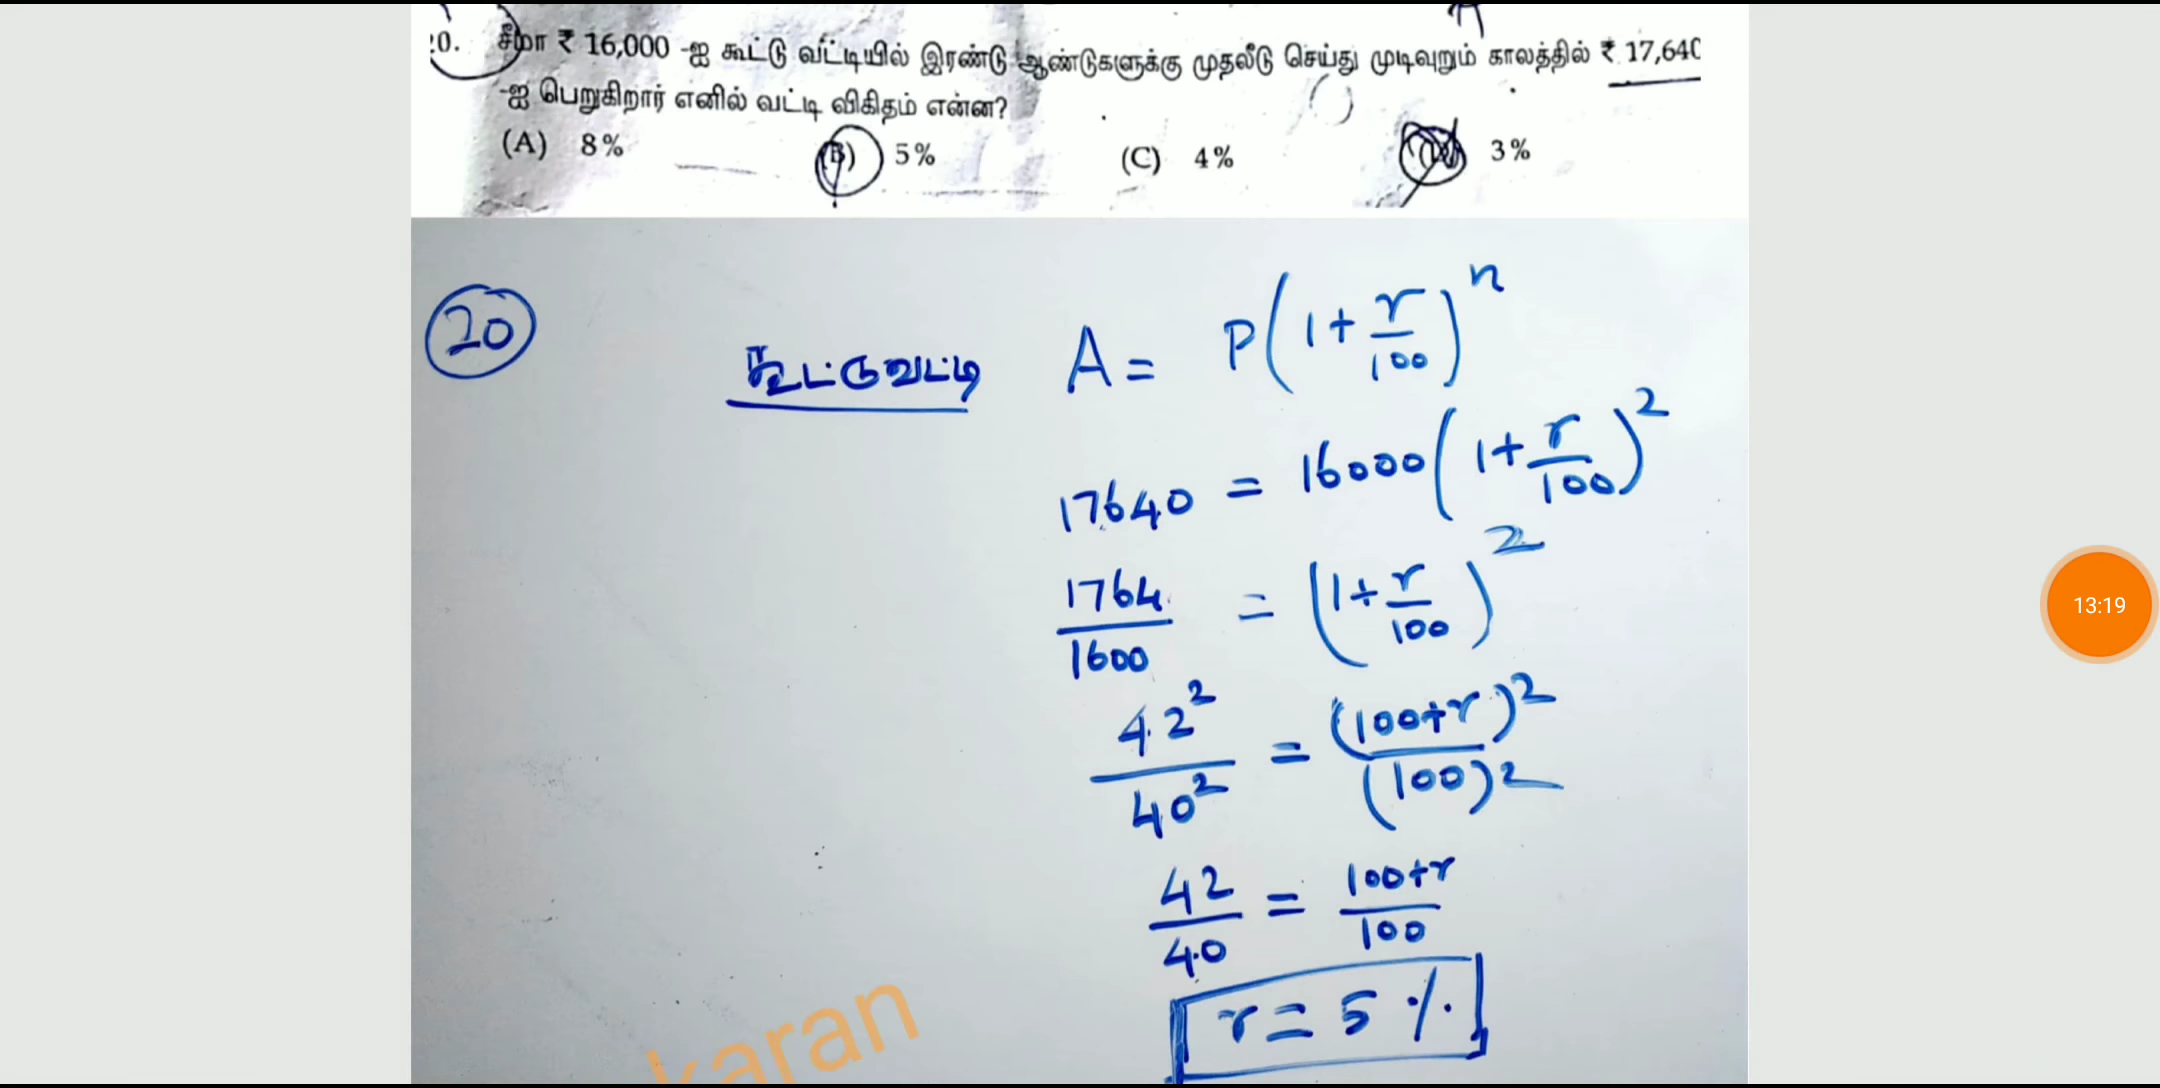 20. சீமா ₹ 16,000 -ஐ கூட்டு வட்டியில் இரண்டு ஆண்டுகளுக்கு முதலீடு செய்து முடிவுறும் காலத்தில் ₹ 17,640
-ஐ பெறுகிறார் எனில் வட்டி விகிதம் என்ன?
(A) 8% (B) 5% (C) 4% (D) 3%
20
கூட்டுவட்டி A = P(1+r/100)^n
17640 = 16000(1+r/100)^2
1764/1600 = (1+r/100)^2
42^2/40^2 = (100+r)^2/(100)^2
42/40 = 100+r/100
r = 5%
karan
13:19